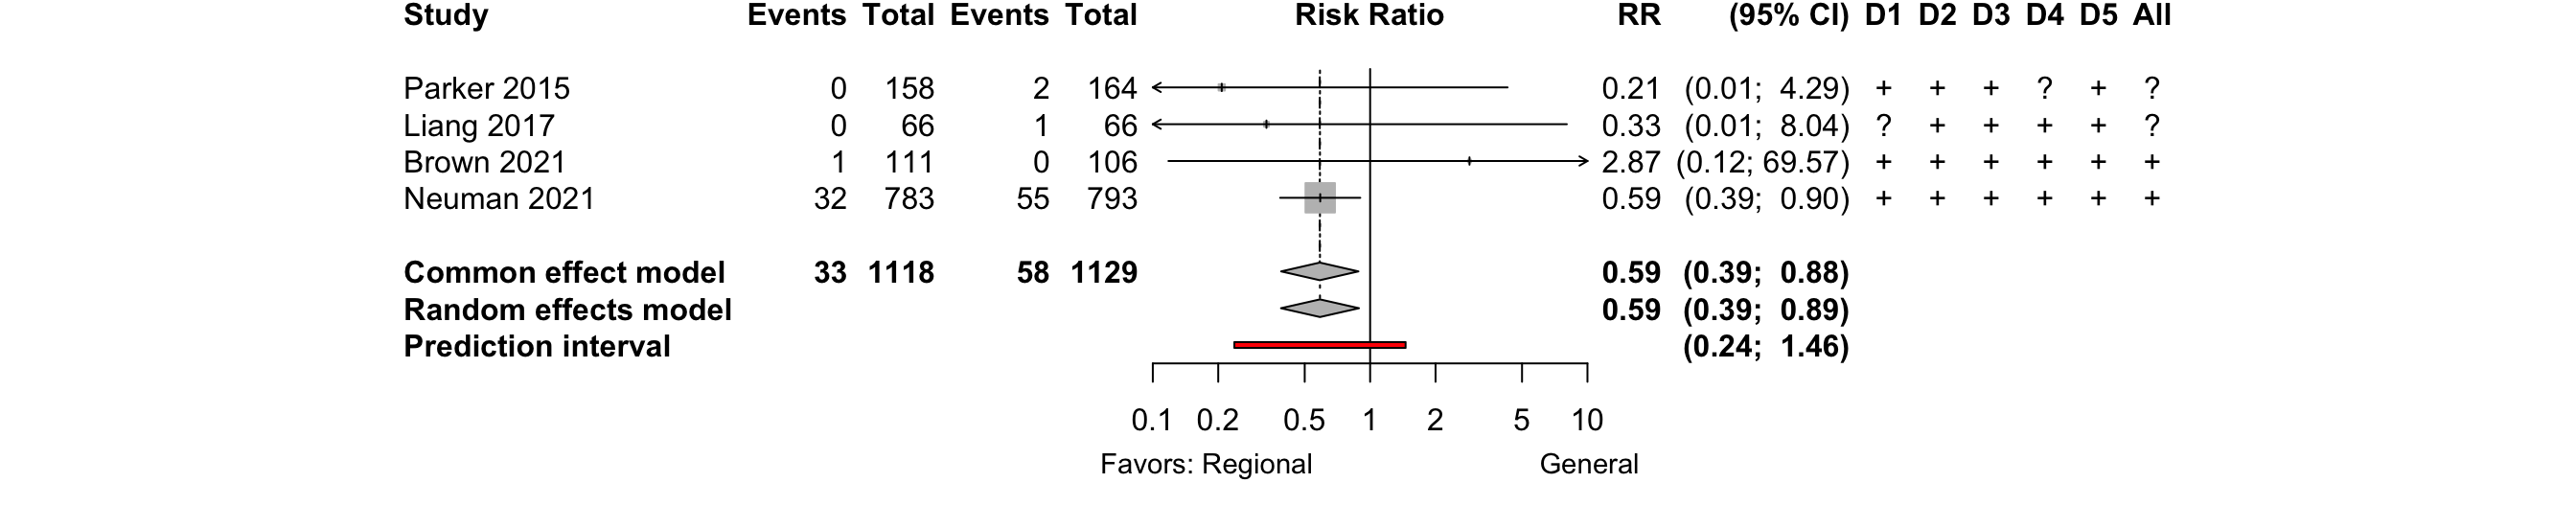 Study Events Total Events Total Risk Ratio RR (95% CI) D1 D2 D3 D4 D5 All
Parker 2015 0 158 2 164 0.21 (0.01; 4.29) + + + ? + ?
Liang 2017 0 66 1 66 0.33 (0.01; 8.04) ? + + + + ?
Brown 2021 1 111 0 106 2.87 (0.12; 69.57) + + + + + +
Neuman 2021 32 783 55 793 0.59 (0.39; 0.90) + + + + + +
Common effect model 33 1118 58 1129 0.59 (0.39; 0.88)
Random effects model 0.59 (0.39; 0.89)
Prediction interval (0.24; 1.46)
0.1 0.2 0.5 1 2 5 10
Favors: Regional General